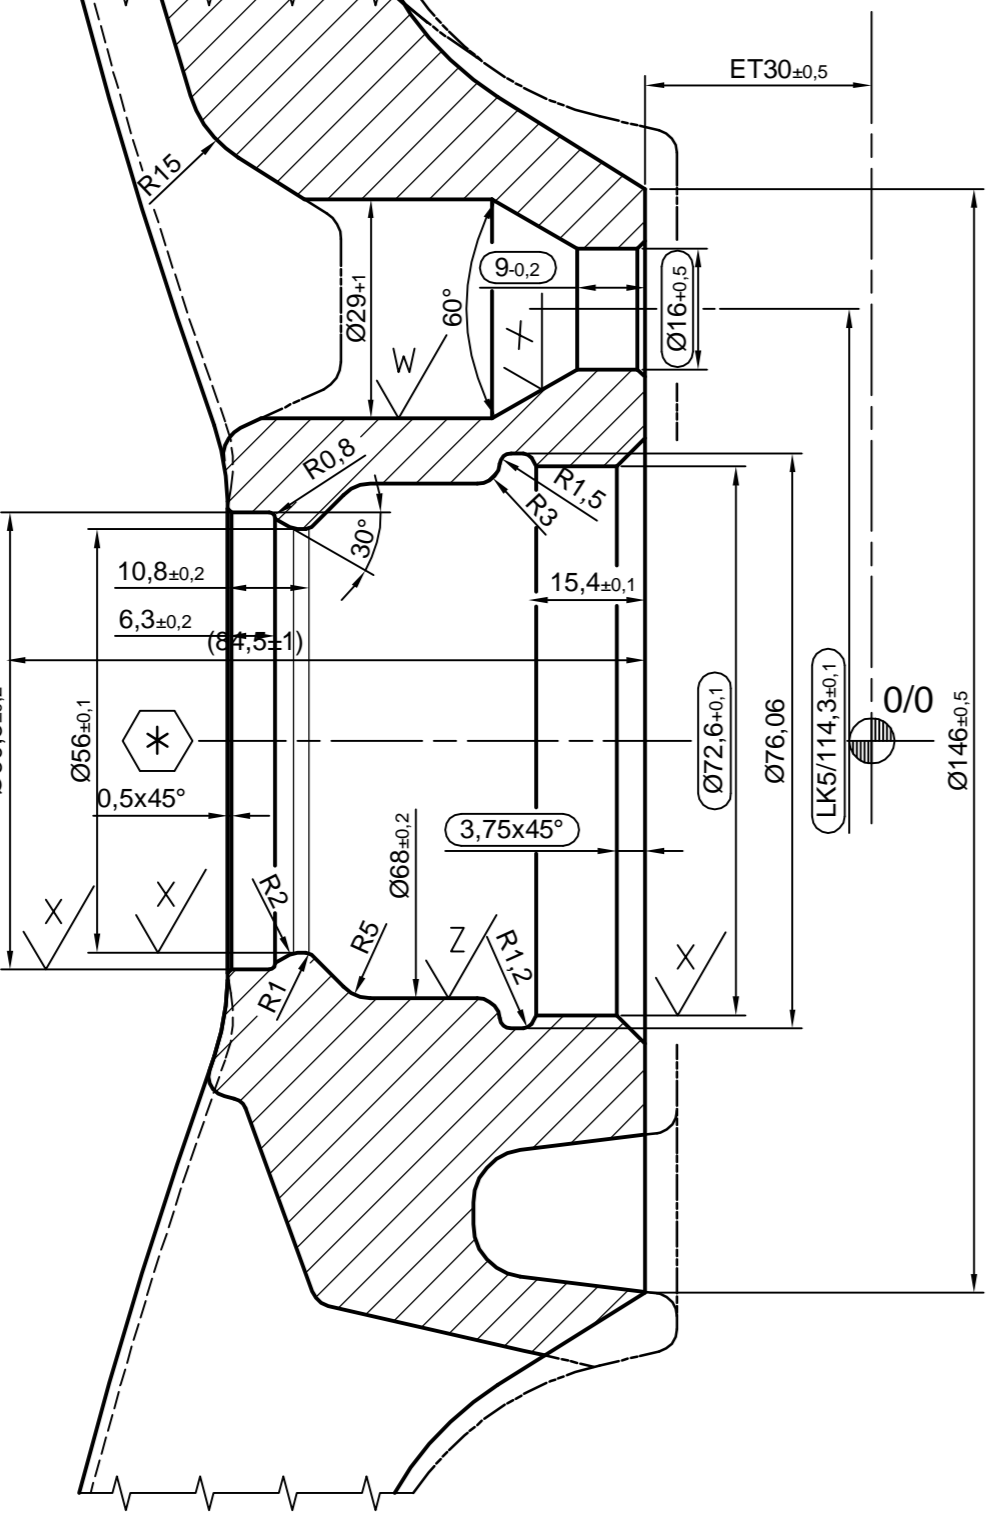 ET30±0,5
R15
9-0,2
Ø29+1
60°
X
Ø16+0,5
W
R0,8
R1,5
R3
30°
10,8±0,2
15,4±0,1
6,3±0,2
(84,5±1)
Ø56±0,1
*
0/0
Ø72,6+0,1
Ø76,06
LK5/114,3±0,1
Ø146±0,5
0,5x45°
3,75x45°
Ø68±0,2
X
X
R2
R5
Z
R1,2
X
R1